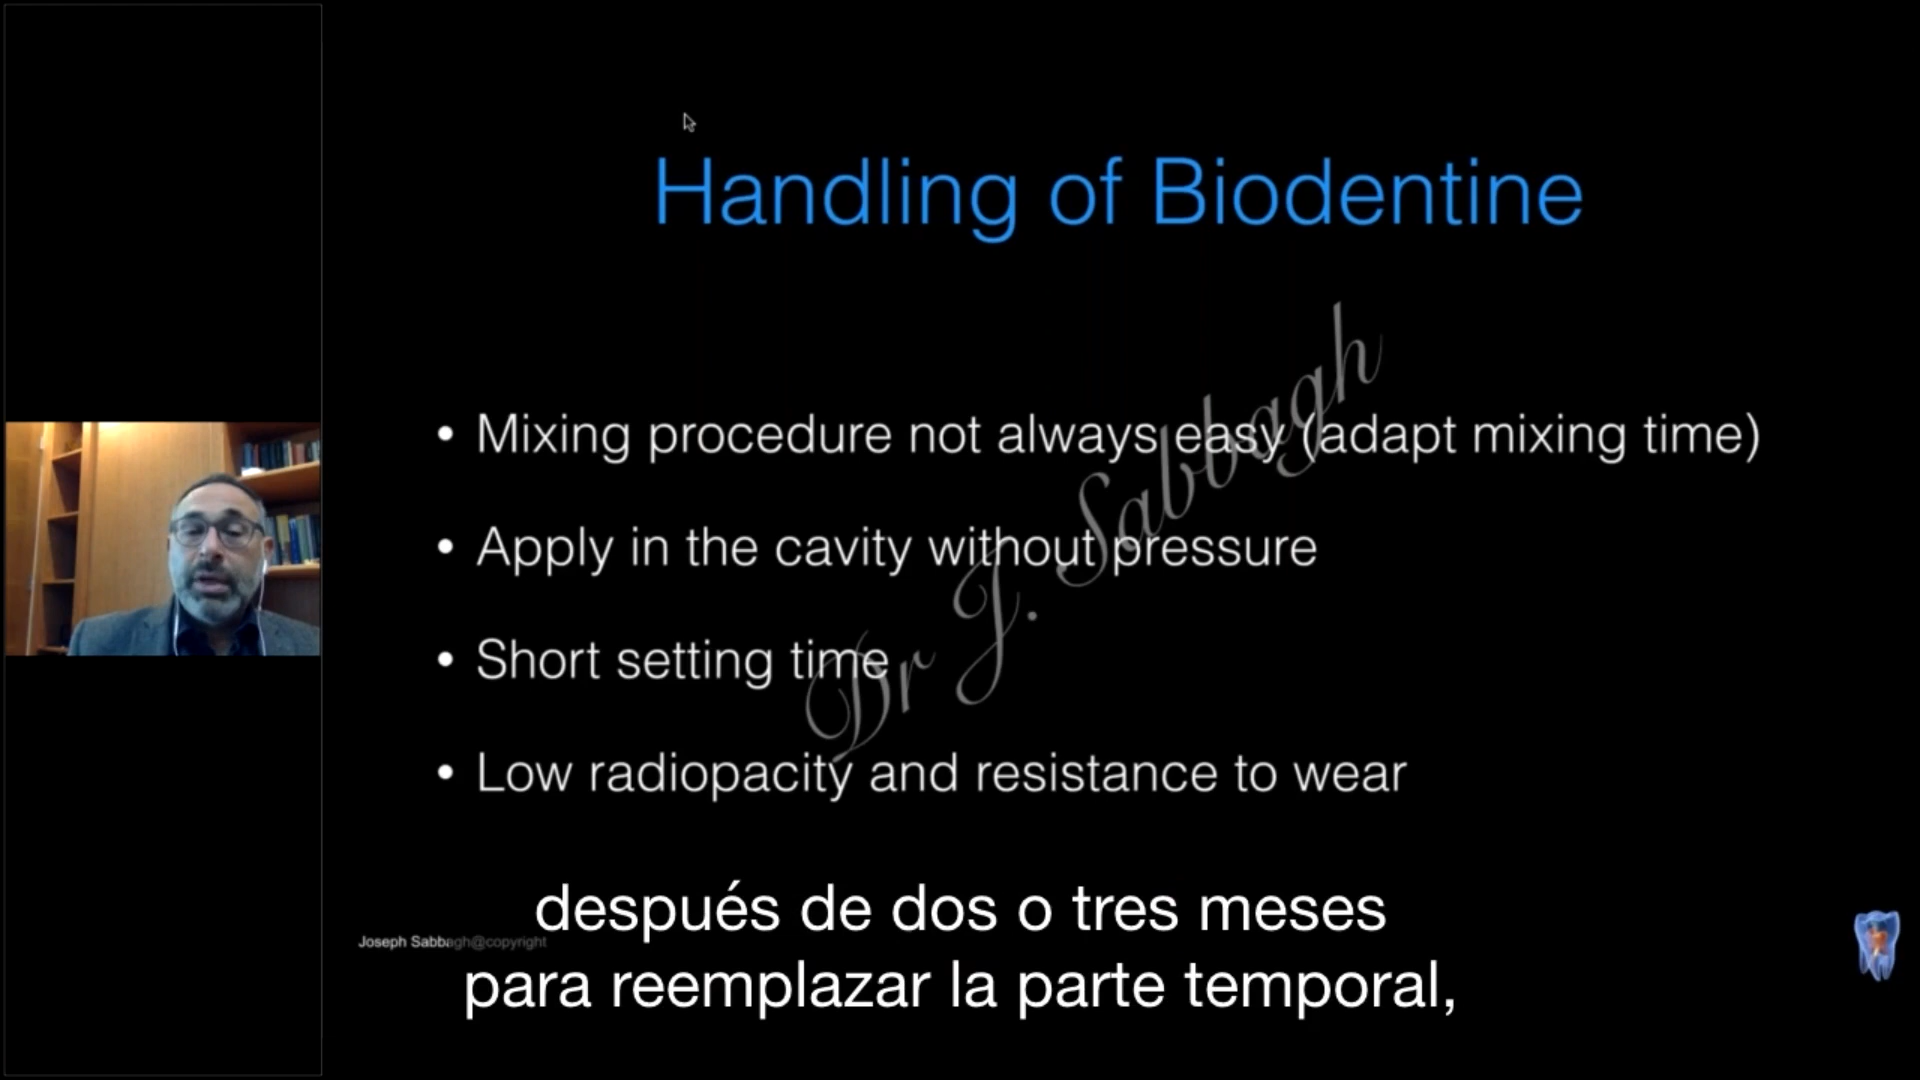 Handling of Biodentine
• Mixing procedure not always easy (adapt mixing time)
• Apply in the cavity without pressure
• Short setting time
• Low radiopacity and resistance to wear
Dr J. Sabbagh
después de dos o tres meses
Joseph Sabbagh@copyright
para reemplazar la parte temporal,